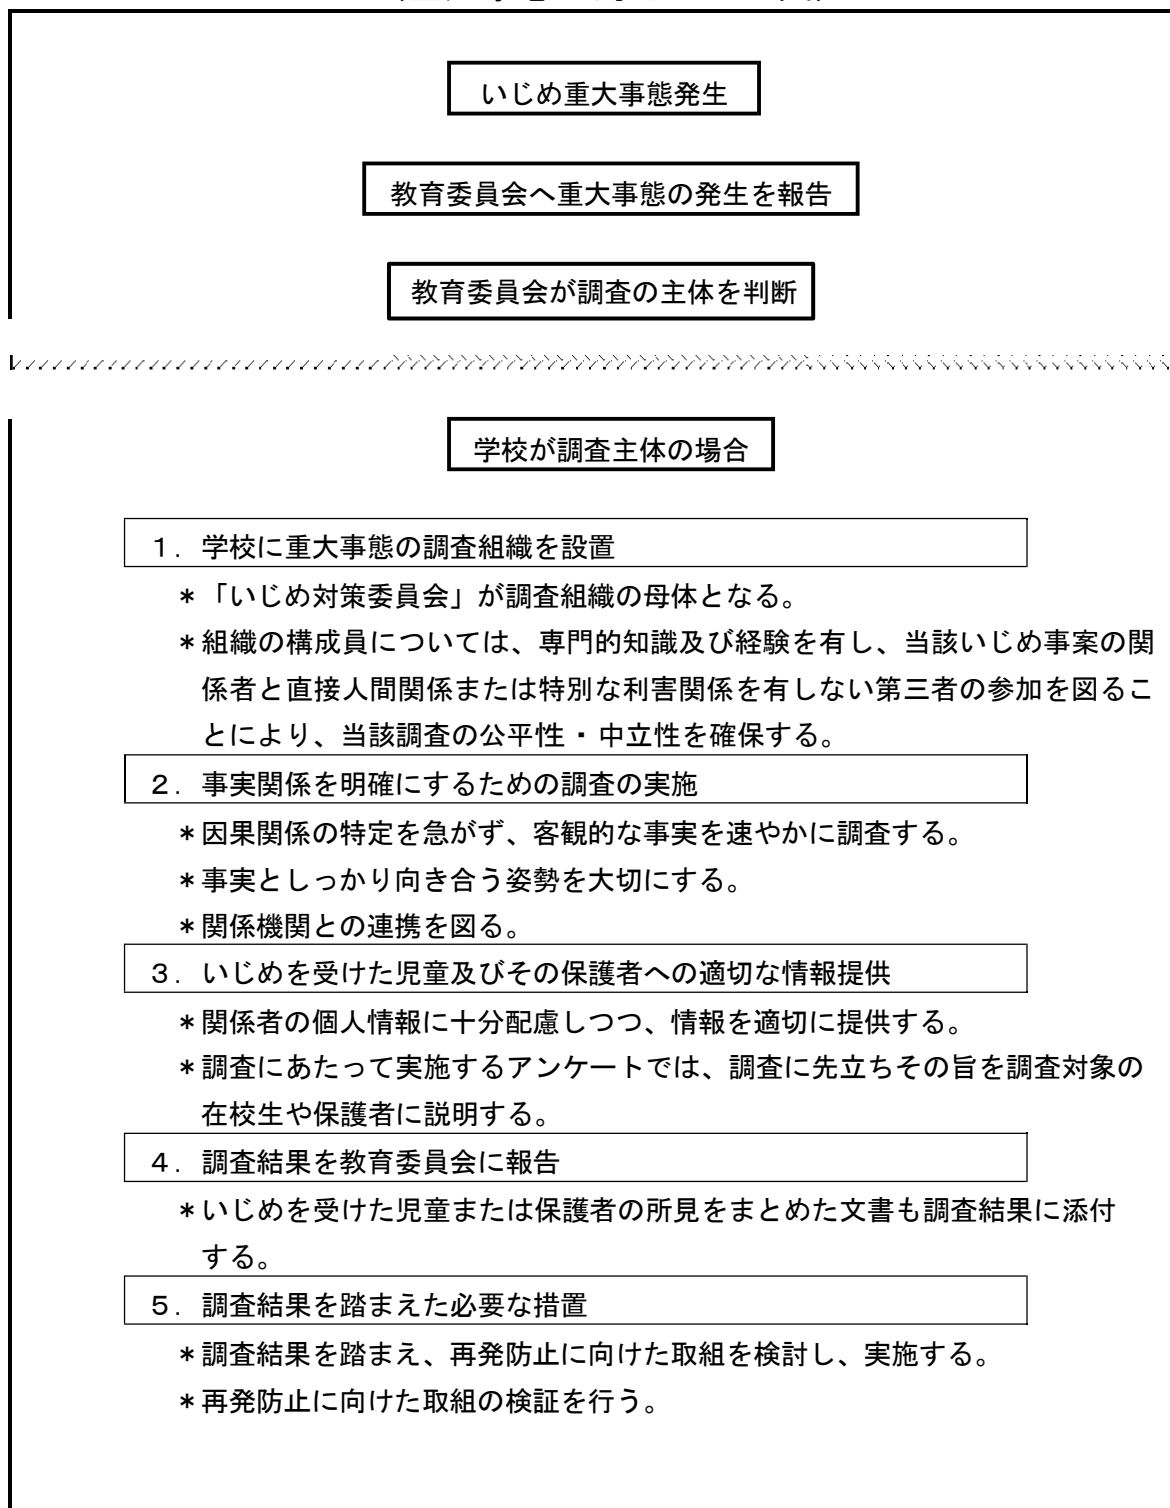 いじめ重大事態発生
教育委員会へ重大事態の発生を報告
教育委員会が調査の主体を判断
学校が調査主体の場合
１．学校に重大事態の調査組織を設置
＊「いじめ対策委員会」が調査組織の母体となる。
＊組織の構成員については、専門的知識及び経験を有し、当該いじめ事案の関
係者と直接人間関係または特別な利害関係を有しない第三者の参加を図るこ
とにより、当該調査の公平性・中立性を確保する。
２．事実関係を明確にするための調査の実施
＊因果関係の特定を急がず、客観的な事実を速やかに調査する。
＊事実としっかり向き合う姿勢を大切にする。
＊関係機関との連携を図る。
３．いじめを受けた児童及びその保護者への適切な情報提供
＊関係者の個人情報に十分配慮しつつ、情報を適切に提供する。
＊調査にあたって実施するアンケートでは、調査に先立ちその旨を調査対象の
在校生や保護者に説明する。
４．調査結果を教育委員会に報告
＊いじめを受けた児童または保護者の所見をまとめた文書も調査結果に添付
する。
５．調査結果を踏まえた必要な措置
＊調査結果を踏まえ、再発防止に向けた取組を検討し、実施する。
＊再発防止に向けた取組の検証を行う。